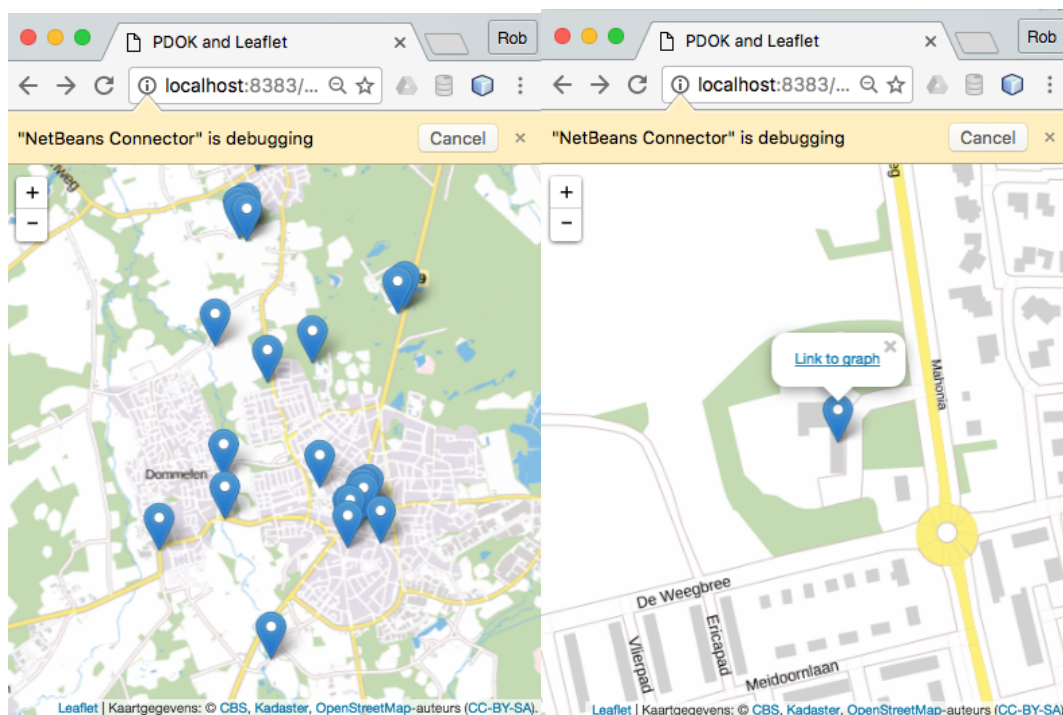 PDOK and Leaflet
Rob
localhost:8383/...
"NetBeans Connector" is debugging
Cancel
+
−
weg
Dommelen
Leaflet | Kaartgegevens: © CBS, Kadaster, OpenStreetMap-auteurs (CC-BY-SA).
PDOK and Leaflet
Rob
localhost:8383/...
"NetBeans Connector" is debugging
Cancel
+
−
Link to graph
Mahonia
De Weegbree
Vlierpad
Ericapad
Meidoornlaan
Leaflet | Kaartgegevens: © CBS, Kadaster, OpenStreetMap-auteurs (CC-BY-SA)